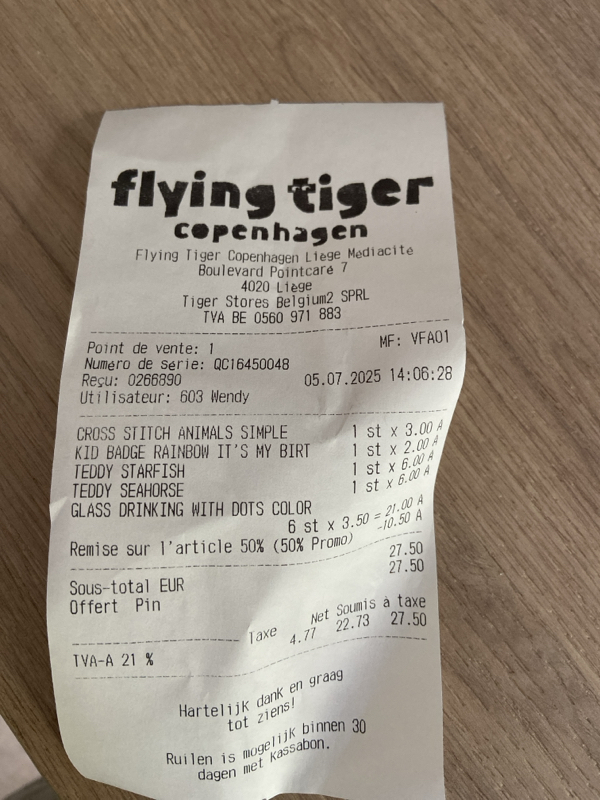 flying tiger
copenhagen
Flying Tiger Copenhagen Liège Médiacité
Boulevard Pointcaré 7
4020 Liège
Tiger Stores Belgium2 SPRL
TVA BE 0560 971 883
Point de vente: 1 MF: VFA01
Numéro de série: QC16450048
Reçu: 0266890 05.07.2025 14:06:28
Utilisateur: 603 Wendy
CROSS STITCH ANIMALS SIMPLE 1 st x 3.00 A
KID BADGE RAINBOW IT'S MY BIRT 1 st x 2.00 A
TEDDY STARFISH 1 st x 6.00 A
TEDDY SEAHORSE 1 st x 6.00 A
GLASS DRINKING WITH DOTS COLOR
6 st x 3.50 = 21.00 A
Remise sur l'article 50% (50% Promo) -10.50 A
Sous-total EUR 27.50
Offert Pin 27.50
Taxe Net Soumis à taxe
TVA-A 21 % 4.77 22.73 27.50
Hartelijk dank en graag
tot ziens!
Ruilen is mogelijk binnen 30
dagen met kassabon.